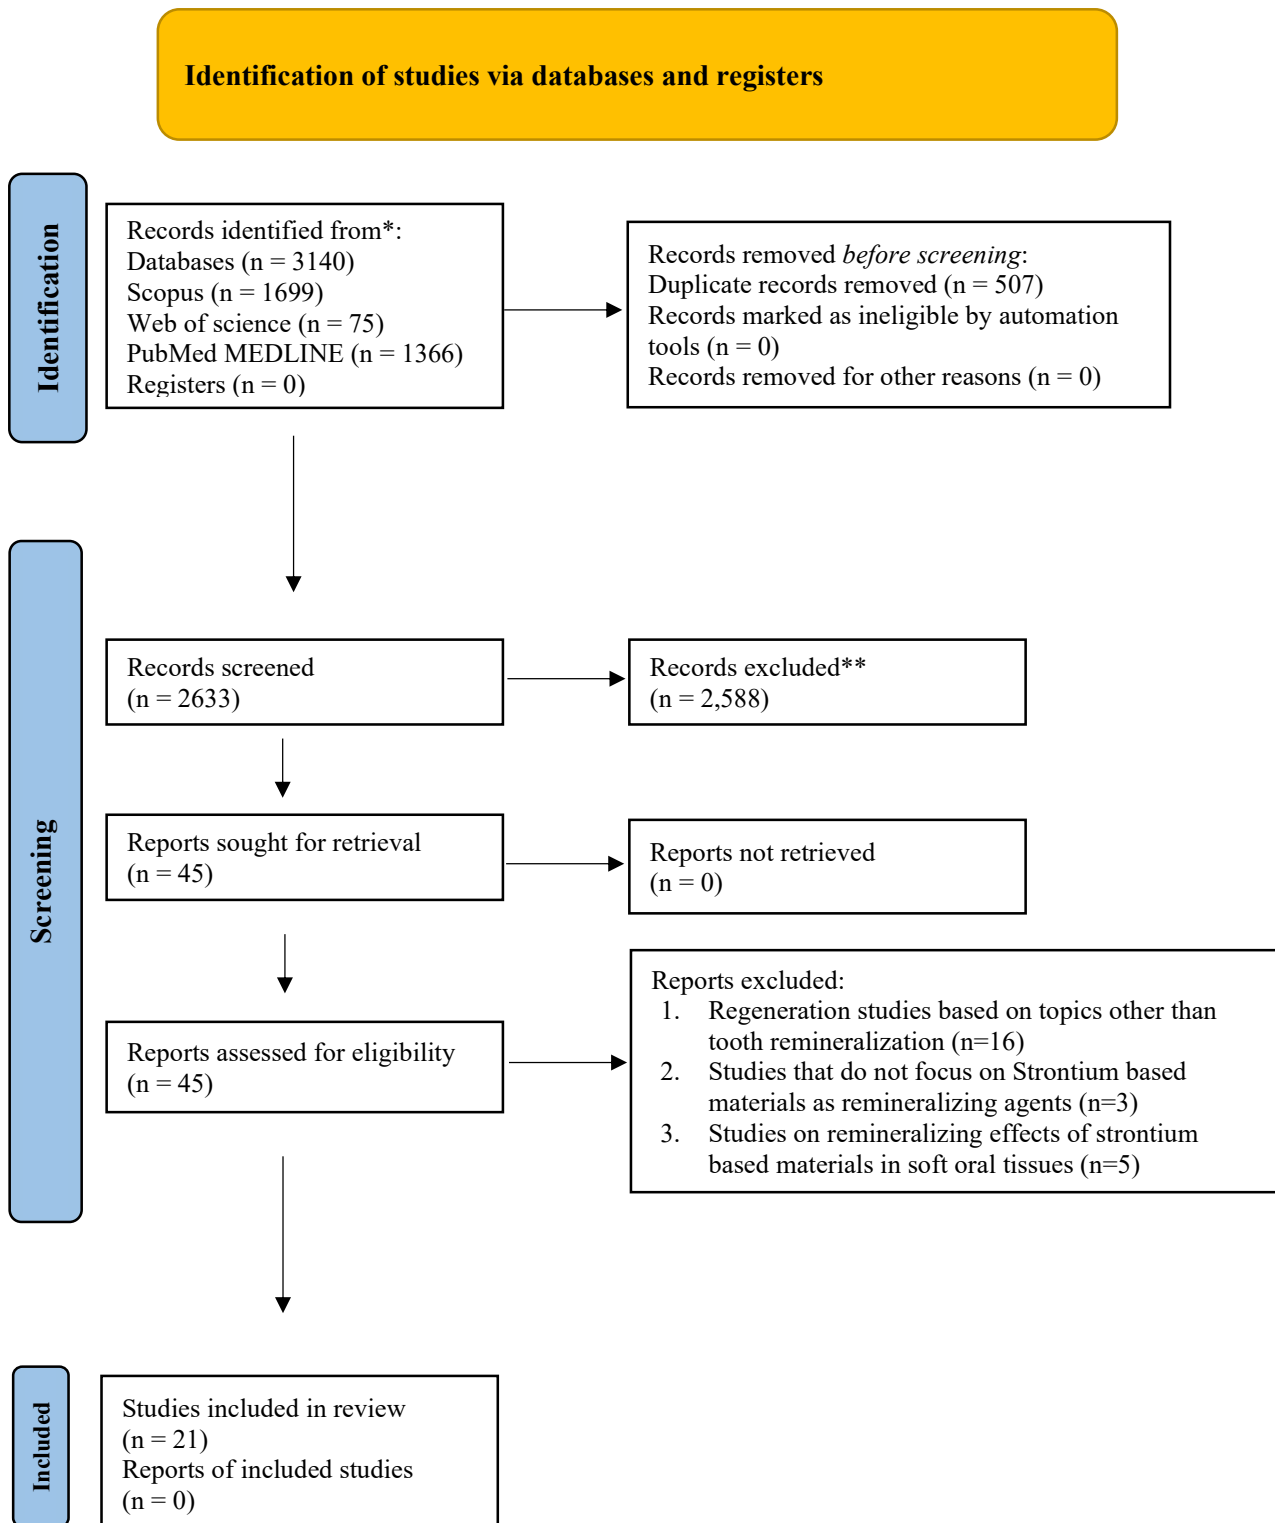 Identification of studies via databases and registers
Identification
Records identified from*:
Databases (n = 3140)
Scopus (n = 1699)
Web of science (n = 75)
PubMed MEDLINE (n = 1366)
Registers (n = 0)
Records removed before screening:
Duplicate records removed (n = 507)
Records marked as ineligible by automation
tools (n = 0)
Records removed for other reasons (n = 0)
Screening
Records screened
(n = 2633)
Records excluded**
(n = 2,588)
Reports sought for retrieval
(n = 45)
Reports not retrieved
(n = 0)
Reports assessed for eligibility
(n = 45)
Reports excluded:
1. Regeneration studies based on topics other than
tooth remineralization (n=16)
2. Studies that do not focus on Strontium based
materials as remineralizing agents (n=3)
3. Studies on remineralizing effects of strontium
based materials in soft oral tissues (n=5)
Included
Studies included in review
(n = 21)
Reports of included studies
(n = 0)